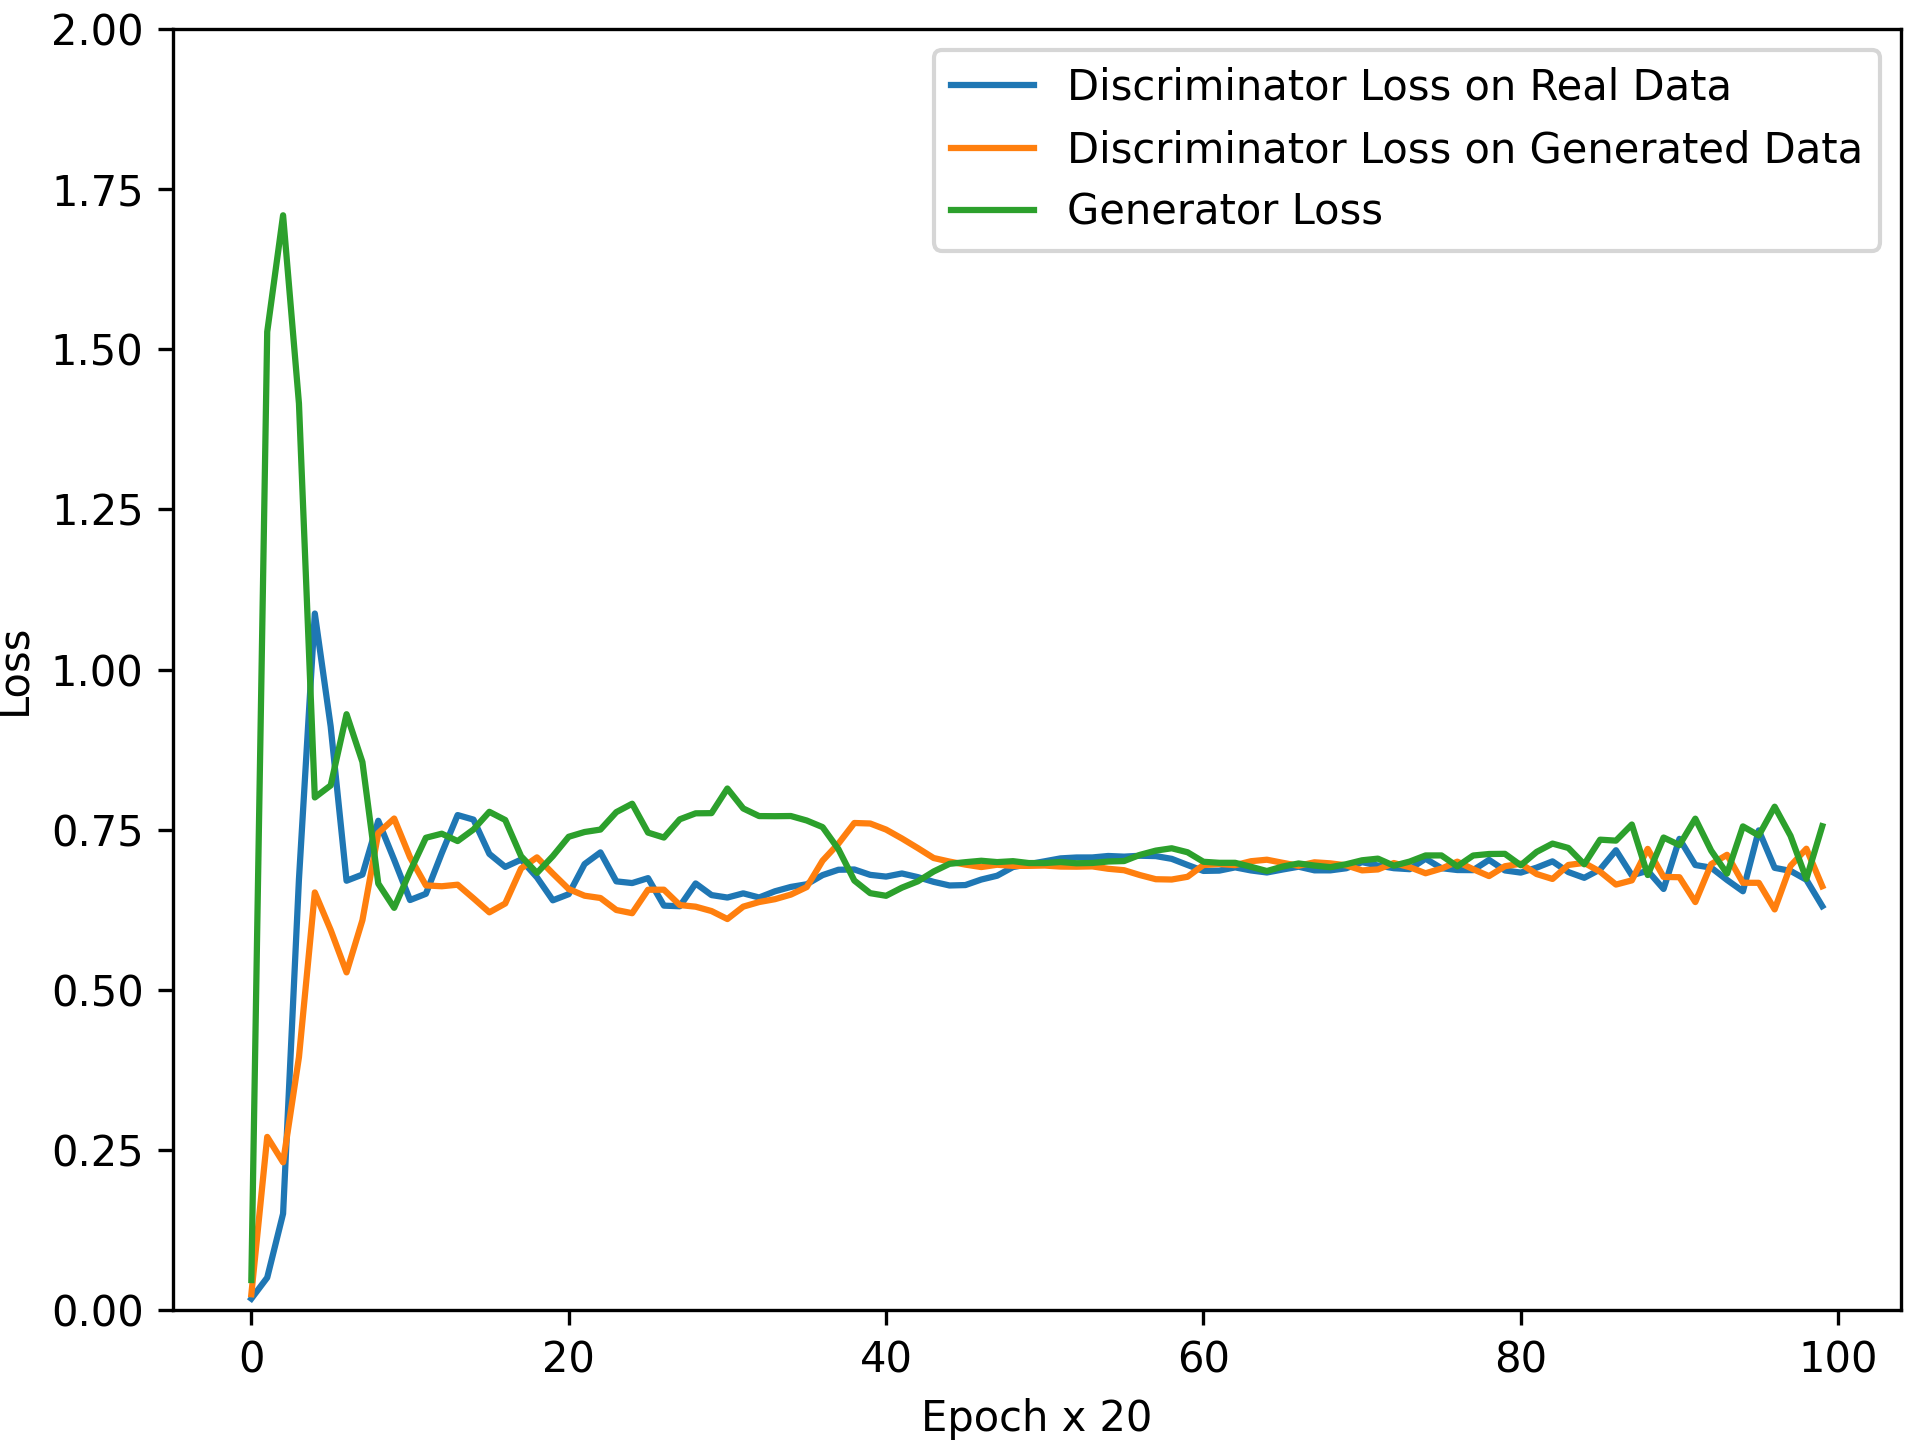 2.00
1.75
1.50
1.25
1.00
0.75
0.50
0.25
0.00
Loss
Discriminator Loss on Real Data
Discriminator Loss on Generated Data
Generator Loss
0 20 40 60 80 100
Epoch x 20